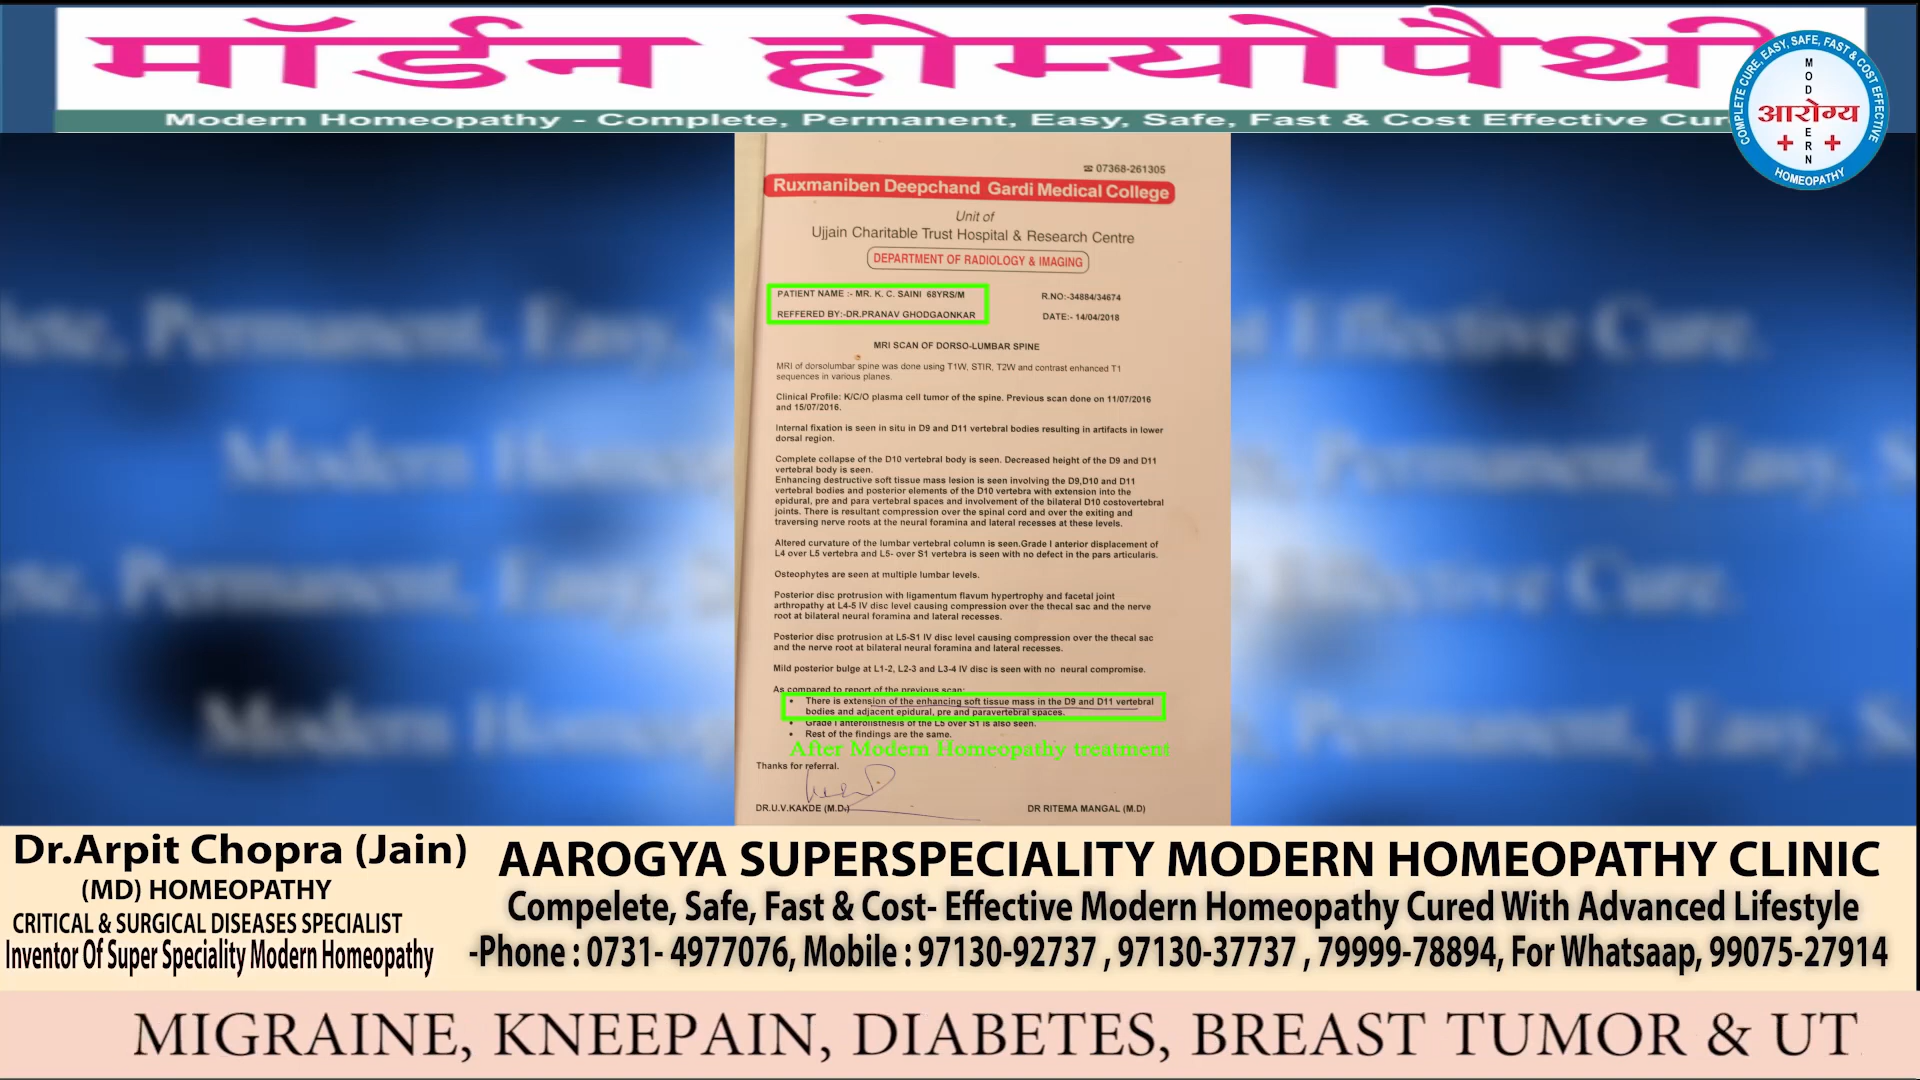 मॉर्डन होम्योपैथी
Modern Homeopathy - Complete, Permanent, Easy, Safe, Fast & Cost Effective Cur
COMPLETE CURE, EASY, SAFE, FAST & COST EFFECTIVE
MODERN
आरोग्य
HOMEOPATHY
07368-261305
Ruxmaniben Deepchand Gardi Medical College
Unit of
Ujjain Charitable Trust Hospital & Research Centre
DEPARTMENT OF RADIOLOGY & IMAGING
PATIENT NAME :- MR. K. C. SAINI 68YRS/M
R.NO:-34884/34674
REFFERED BY:-DR.PRANAV GHODGAONKAR
DATE:- 14/04/2018
MRI SCAN OF DORSO-LUMBAR SPINE
MRI of dorsolumbar spine was done using T1W, STIR, T2W and contrast enhanced T1
sequences in various planes.
Clinical Profile: K/C/O plasma cell tumor of the spine. Previous scan done on 11/07/2016
and 15/07/2016.
Internal fixation is seen in situ in D9 and D11 vertebral bodies resulting in artifacts in lower
dorsal region.
Complete collapse of the D10 vertebral body is seen. Decreased height of the D9 and D11
vertebral body is seen.
Enhancing destructive soft tissue mass lesion is seen involving the D9,D10 and D11
vertebral bodies and posterior elements of the D10 vertebra with extension into the
epidural, pre and para vertebral spaces and involvement of the bilateral D10 costovertebral
joints. There is resultant compression over the spinal cord and over the exiting and
traversing nerve roots at the neural foramina and lateral recesses at these levels.
Altered curvature of the lumbar vertebral column is seen.Grade I anterior displacement of
L4 over L5 vertebra and L5- over S1 vertebra is seen with no defect in the pars articularis.
Osteophytes are seen at multiple lumbar levels.
Posterior disc protrusion with ligamentum flavum hypertrophy and facetal joint
arthropathy at L4-5 IV disc level causing compression over the thecal sac and the nerve
root at bilateral neural foramina and lateral recesses.
Posterior disc protrusion at L5-S1 IV disc level causing compression over the thecal sac
and the nerve root at bilateral neural foramina and lateral recesses.
Mild posterior bulge at L1-2, L2-3 and L3-4 IV disc is seen with no neural compromise.
As compared to report of the previous scan:
• There is extension of the enhancing soft tissue mass in the D9 and D11 vertebral
bodies and adjacent epidural, pre and paravertebral spaces.
• Grade I anterolisthesis of the L5 over S1 is also seen.
• Rest of the findings are the same.
After Modern Homeopathy treatment
Thanks for referral.
DR.U.V.KAKDE (M.D.)
DR RITEMA MANGAL (M.D)
Dr.Arpit Chopra (Jain)
(MD) HOMEOPATHY
CRITICAL & SURGICAL DISEASES SPECIALIST
Inventor Of Super Speciality Modern Homeopathy
AAROGYA SUPERSPECIALITY MODERN HOMEOPATHY CLINIC
Compelete, Safe, Fast & Cost- Effective Modern Homeopathy Cured With Advanced Lifestyle
-Phone : 0731- 4977076, Mobile : 97130-92737 , 97130-37737 , 79999-78894, For Whatsaap, 99075-27914
MIGRAINE, KNEEPAIN, DIABETES, BREAST TUMOR & UT